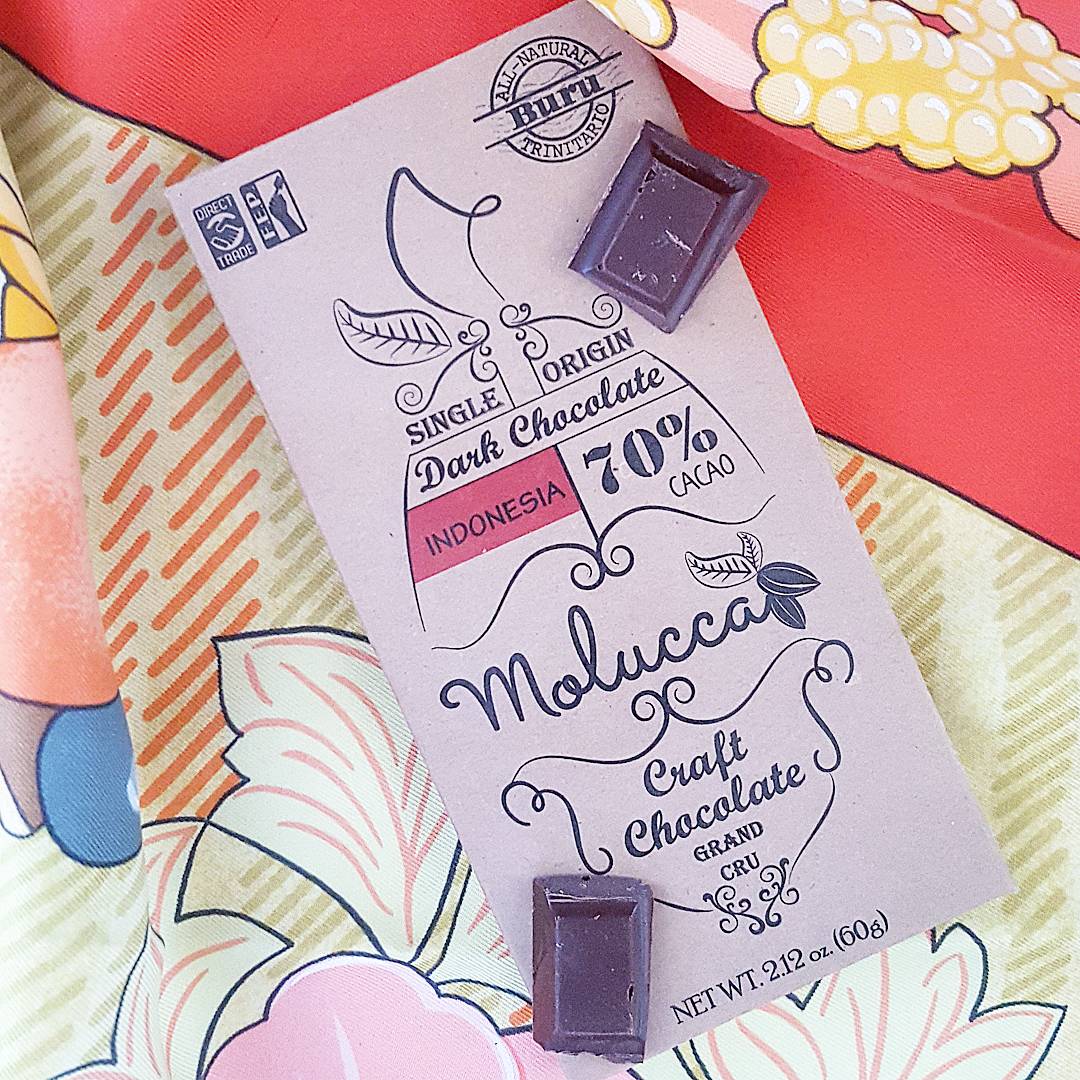 ALL-NATURAL
Buru
TRINITARIO
DIRECT
TRADE
FEP
SINGLE ORIGIN
Dark Chocolate
INDONESIA
70%
CACAO
Molucca
Craft
Chocolate
GRAND
CRU
NET WT. 2.12 oz. (60g)